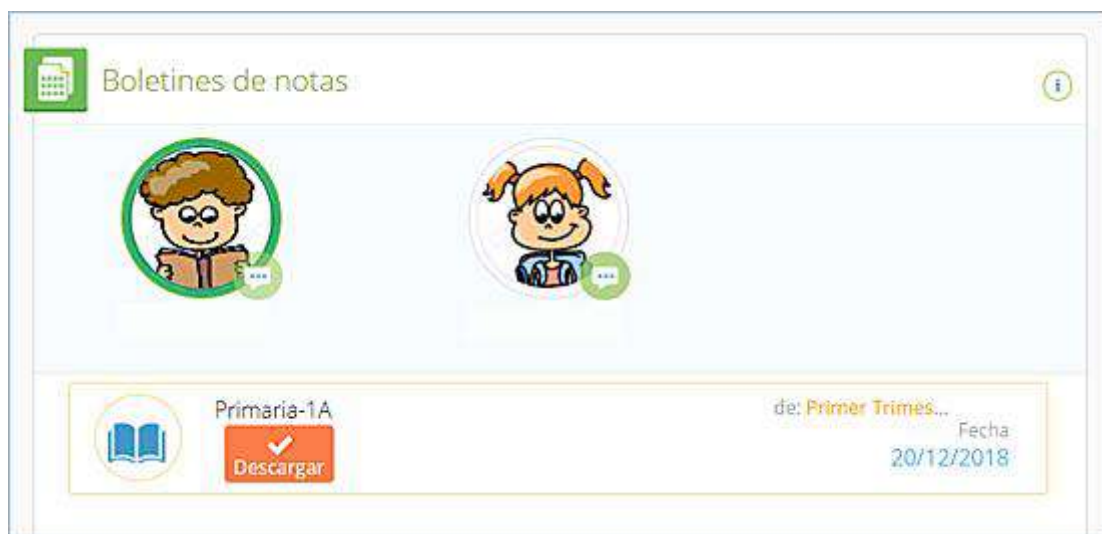 Boletines de notas
i
Primaria-1A
Descargar
de: Primer Trimes...
Fecha
20/12/2018